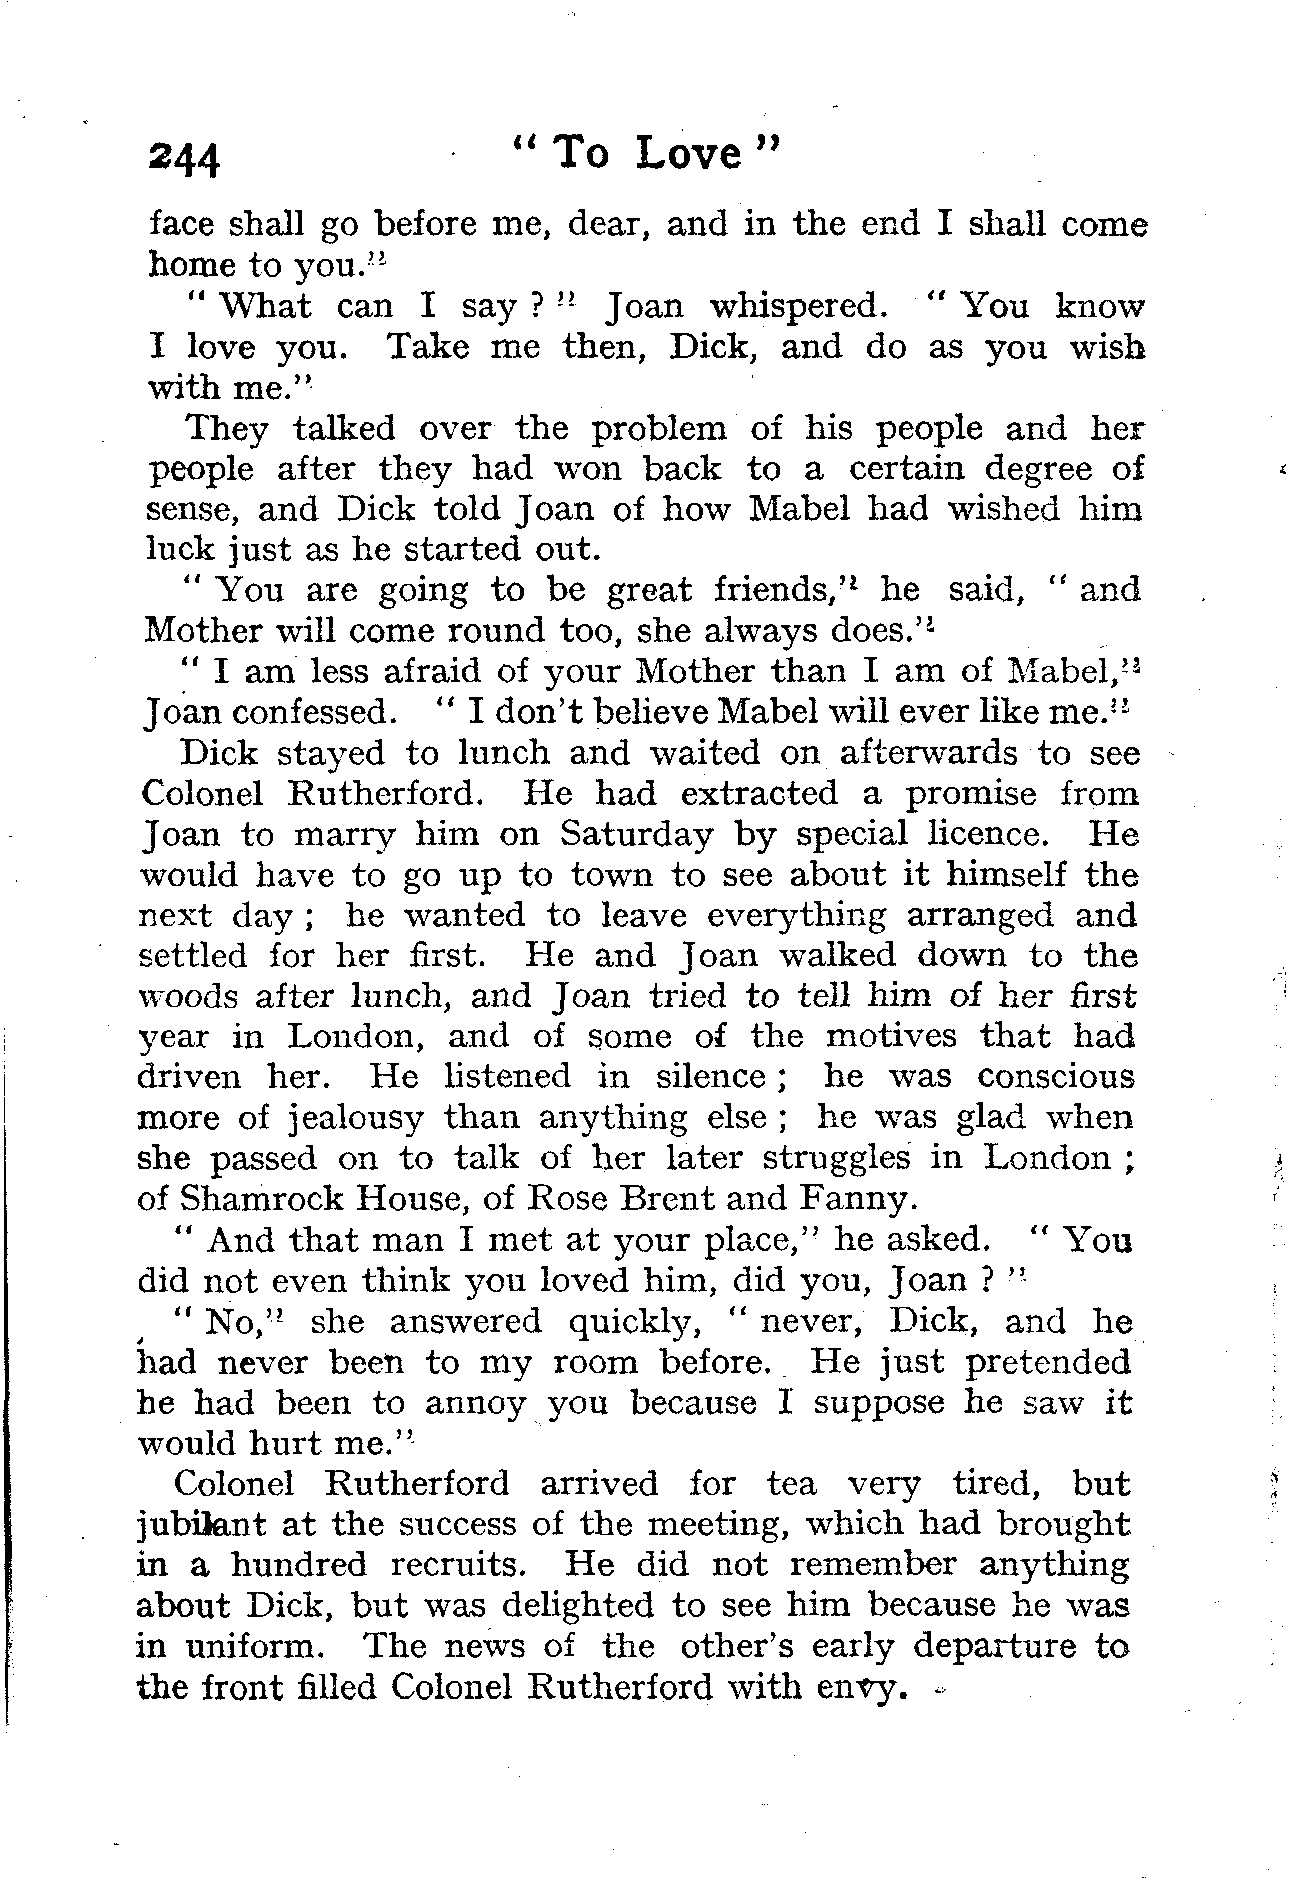 244 " To Love "
face shall go before me, dear, and in the end I shall come
home to you."
" What can I say ? " Joan whispered. " You know
I love you. Take me then, Dick, and do as you wish
with me."
They talked over the problem of his people and her
people after they had won back to a certain degree of
sense, and Dick told Joan of how Mabel had wished him
luck just as he started out.
" You are going to be great friends," he said, " and
Mother will come round too, she always does."
" I am less afraid of your Mother than I am of Mabel,"
Joan confessed. " I don't believe Mabel will ever like me."
Dick stayed to lunch and waited on afterwards to see
Colonel Rutherford. He had extracted a promise from
Joan to marry him on Saturday by special licence. He
would have to go up to town to see about it himself the
next day ; he wanted to leave everything arranged and
settled for her first. He and Joan walked down to the
woods after lunch, and Joan tried to tell him of her first
year in London, and of some of the motives that had
driven her. He listened in silence ; he was conscious
more of jealousy than anything else ; he was glad when
she passed on to talk of her later struggles in London ;
of Shamrock House, of Rose Brent and Fanny.
" And that man I met at your place," he asked. " You
did not even think you loved him, did you, Joan ? "
" No," she answered quickly, " never, Dick, and he
had never been to my room before. He just pretended
he had been to annoy you because I suppose he saw it
would hurt me."
Colonel Rutherford arrived for tea very tired, but
jubilant at the success of the meeting, which had brought
in a hundred recruits. He did not remember anything
about Dick, but was delighted to see him because he was
in uniform. The news of the other's early departure to
the front filled Colonel Rutherford with envy.